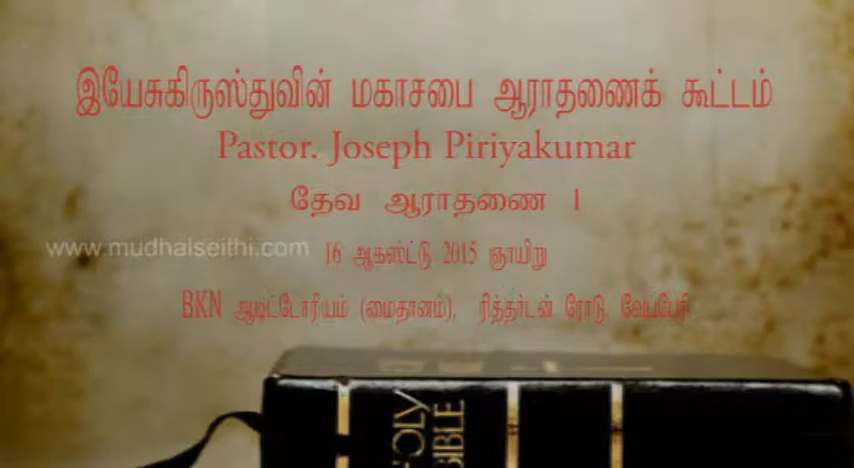 இயேசுகிருஸ்துவின் மகாசபை ஆராதணைக் கூட்டம்
Pastor. Joseph Piriyakumar
தேவ ஆராதணை 1
www.mudhalseithi.com
16 ஆகஸ்ட்டு 2015 ஞாயிறு
BKN ஆடிட்டோரியம் (மைதானம்), ரித்தர்டன் ரோடு. வேப்பேரி
HOLY
BIBLE